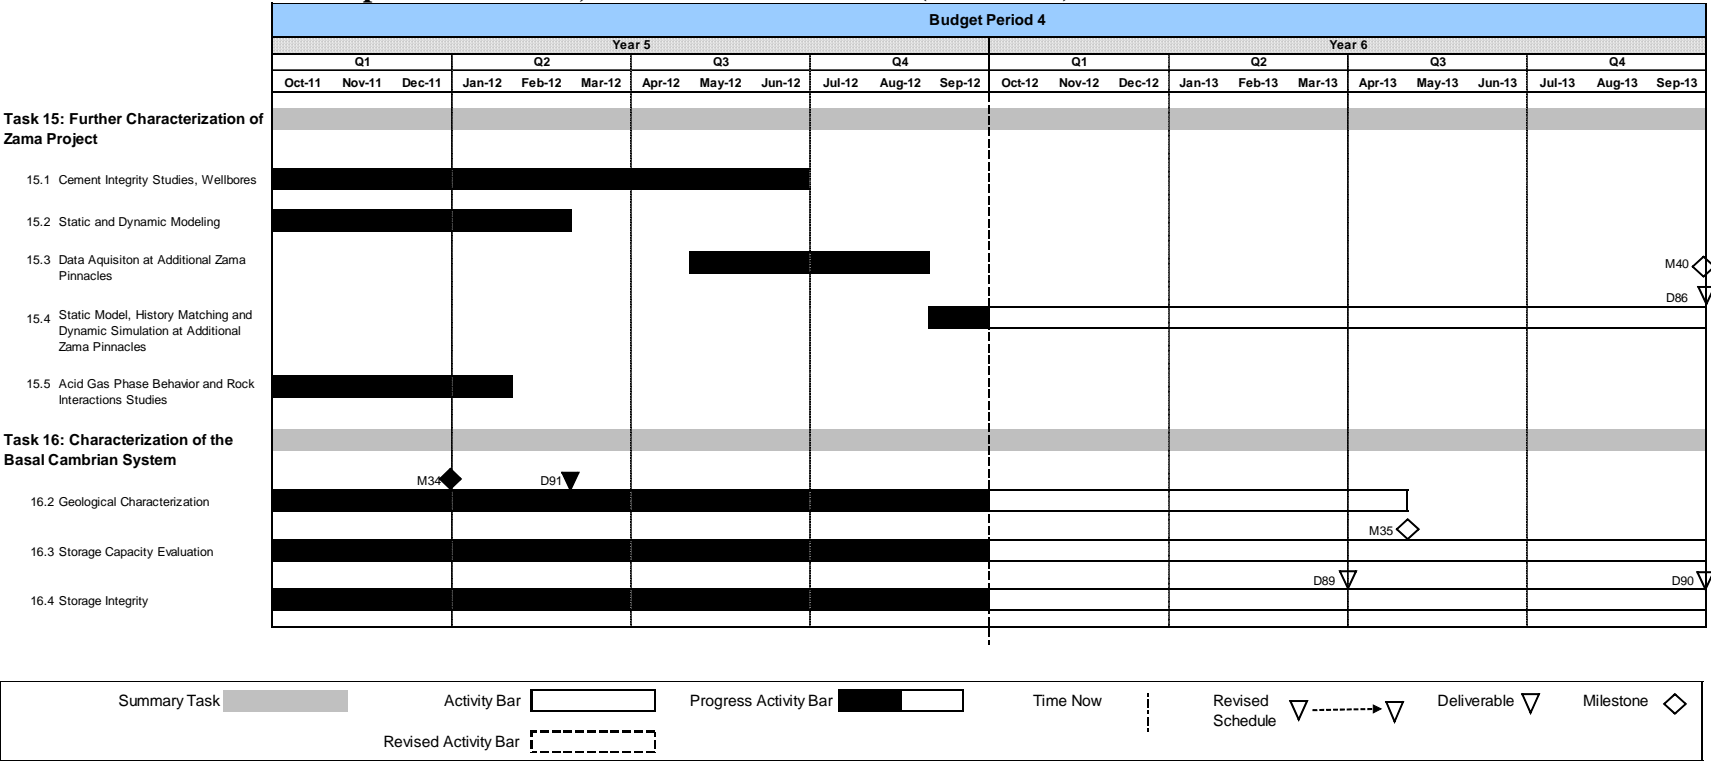 Budget Period 4
Year 5 Year 6
Q1 Q2 Q3 Q4 Q1 Q2 Q3 Q4
Oct-11 Nov-11 Dec-11 Jan-12 Feb-12 Mar-12 Apr-12 May-12 Jun-12 Jul-12 Aug-12 Sep-12 Oct-12 Nov-12 Dec-12 Jan-13 Feb-13 Mar-13 Apr-13 May-13 Jun-13 Jul-13 Aug-13 Sep-13
Task 15: Further Characterization of
Zama Project
15.1 Cement Integrity Studies, Wellbores
15.2 Static and Dynamic Modeling
15.3 Data Aquisiton at Additional Zama
Pinnacles
M40
D86
15.4 Static Model, History Matching and
Dynamic Simulation at Additional
Zama Pinnacles
15.5 Acid Gas Phase Behavior and Rock
Interactions Studies
Task 16: Characterization of the
Basal Cambrian System
M34 D91
16.2 Geological Characterization
M35
16.3 Storage Capacity Evaluation
D89 D90
16.4 Storage Integrity
Summary Task Activity Bar Progress Activity Bar Time Now Revised Deliverable Milestone
Schedule
Revised Activity Bar